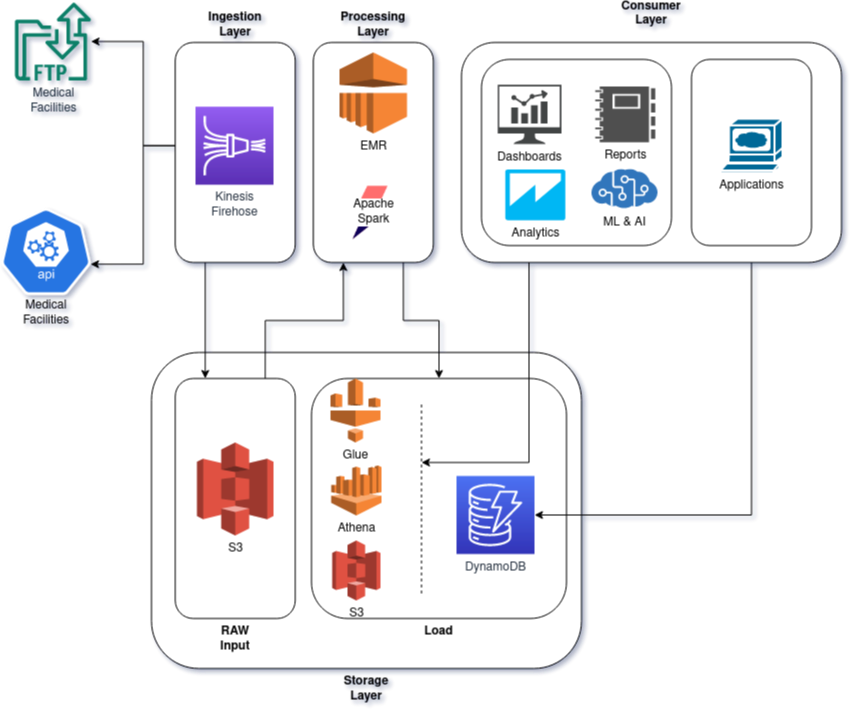 Ingestion
Layer
Processing
Layer
Consumer
Layer
FTP
Medical
Facilities
Kinesis
Firehose
EMR
Apache
Spark
Dashboards
Reports
Analytics
ML & AI
Applications
api
Medical
Facilities
S3
Glue
Athena
S3
DynamoDB
RAW
Input
Load
Storage
Layer